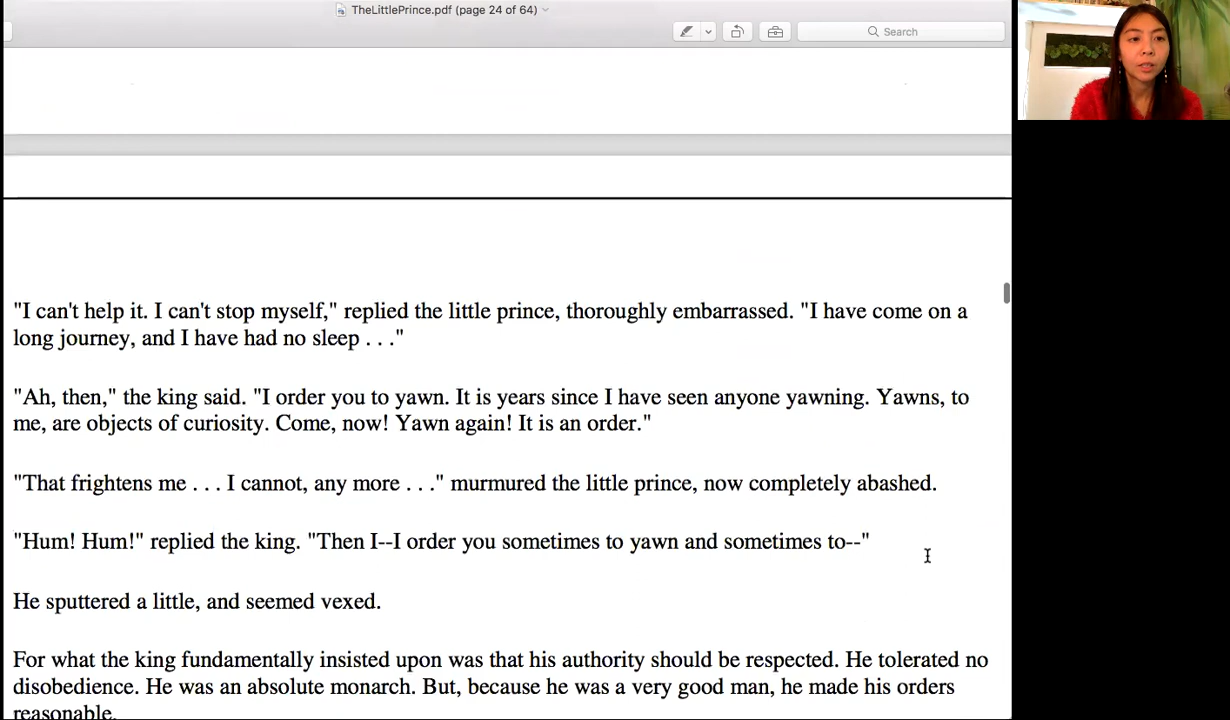 TheLittlePrince.pdf (page 24 of 64)
Search
"I can't help it. I can't stop myself," replied the little prince, thoroughly embarrassed. "I have come on a
long journey, and I have had no sleep . . ."
"Ah, then," the king said. "I order you to yawn. It is years since I have seen anyone yawning. Yawns, to
me, are objects of curiosity. Come, now! Yawn again! It is an order."
"That frightens me . . . I cannot, any more . . ." murmured the little prince, now completely abashed.
"Hum! Hum!" replied the king. "Then I--I order you sometimes to yawn and sometimes to--"
He sputtered a little, and seemed vexed.
For what the king fundamentally insisted upon was that his authority should be respected. He tolerated no
disobedience. He was an absolute monarch. But, because he was a very good man, he made his orders
reasonable.